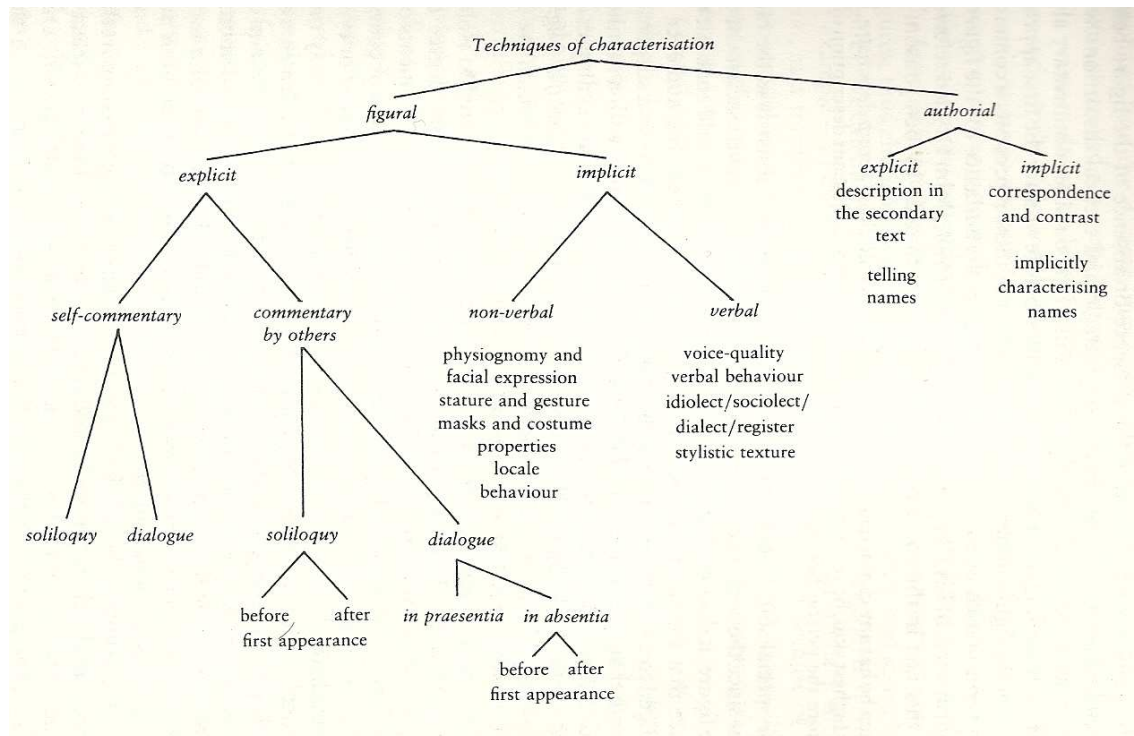 Techniques of characterisation
figural
authorial
explicit
implicit
explicit
description in
the secondary
text
telling
names
implicit
correspondence
and contrast
implicitly
characterising
names
self-commentary
commentary
by others
non-verbal
physiognomy and
facial expression
stature and gesture
masks and costume
properties
locale
behaviour
verbal
voice-quality
verbal behaviour
idiolect/sociolect/
dialect/register
stylistic texture
soliloquy
dialogue
soliloquy
dialogue
before after
first appearance
in praesentia
in absentia
before after
first appearance